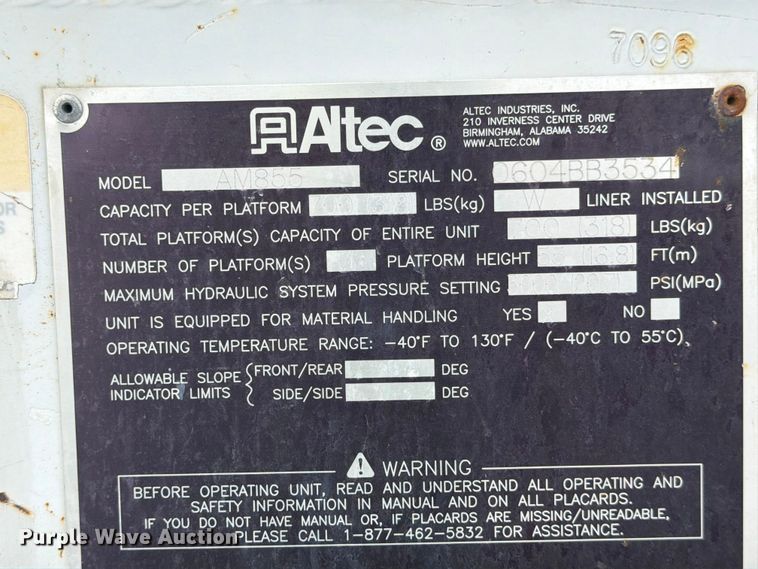 7096
Altec®
ALTEC INDUSTRIES, INC.
210 INVERNESS CENTER DRIVE
BIRMINGHAM, ALABAMA 35242
WWW.ALTEC.COM
MODEL AM855 SERIAL NO. 0604BB3534
CAPACITY PER PLATFORM LBS(kg) W LINER INSTALLED
TOTAL PLATFORM(S) CAPACITY OF ENTIRE UNIT 700 (318) LBS(kg)
NUMBER OF PLATFORM(S) PLATFORM HEIGHT 55 (16.8) FT(m)
MAXIMUM HYDRAULIC SYSTEM PRESSURE SETTING PSI(MPa)
UNIT IS EQUIPPED FOR MATERIAL HANDLING YES NO
OPERATING TEMPERATURE RANGE: -40°F TO 130°F / (-40°C TO 55°C)
ALLOWABLE SLOPE INDICATOR LIMITS
FRONT/REAR DEG
SIDE/SIDE DEG
WARNING
BEFORE OPERATING UNIT, READ AND UNDERSTAND ALL OPERATING AND
SAFETY INFORMATION IN MANUAL AND ON ALL PLACARDS.
IF YOU DO NOT HAVE MANUAL OR, IF PLACARDS ARE MISSING/UNREADABLE,
PLEASE CALL 1-877-462-5832 FOR ASSISTANCE.
Purple Wave Auction